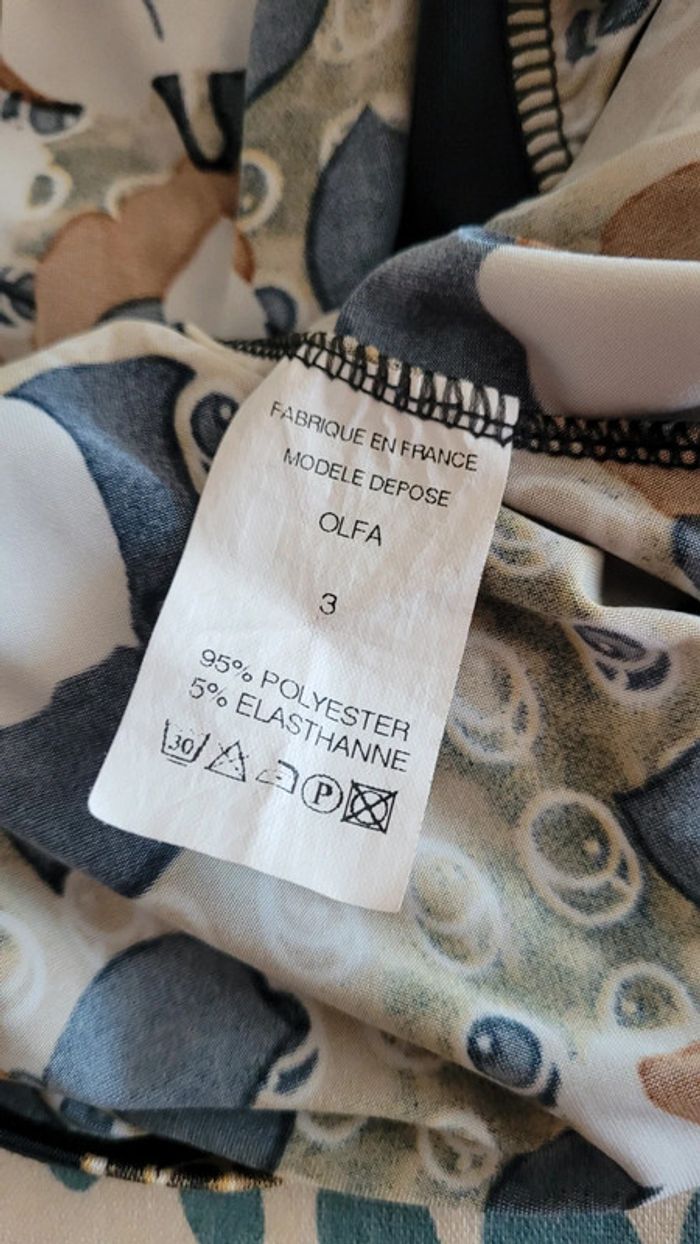 FABRIQUE EN FRANCE
MODELE DEPOSE
OLFA
3
95% POLYESTER
5% ELASTHANNE
30 P